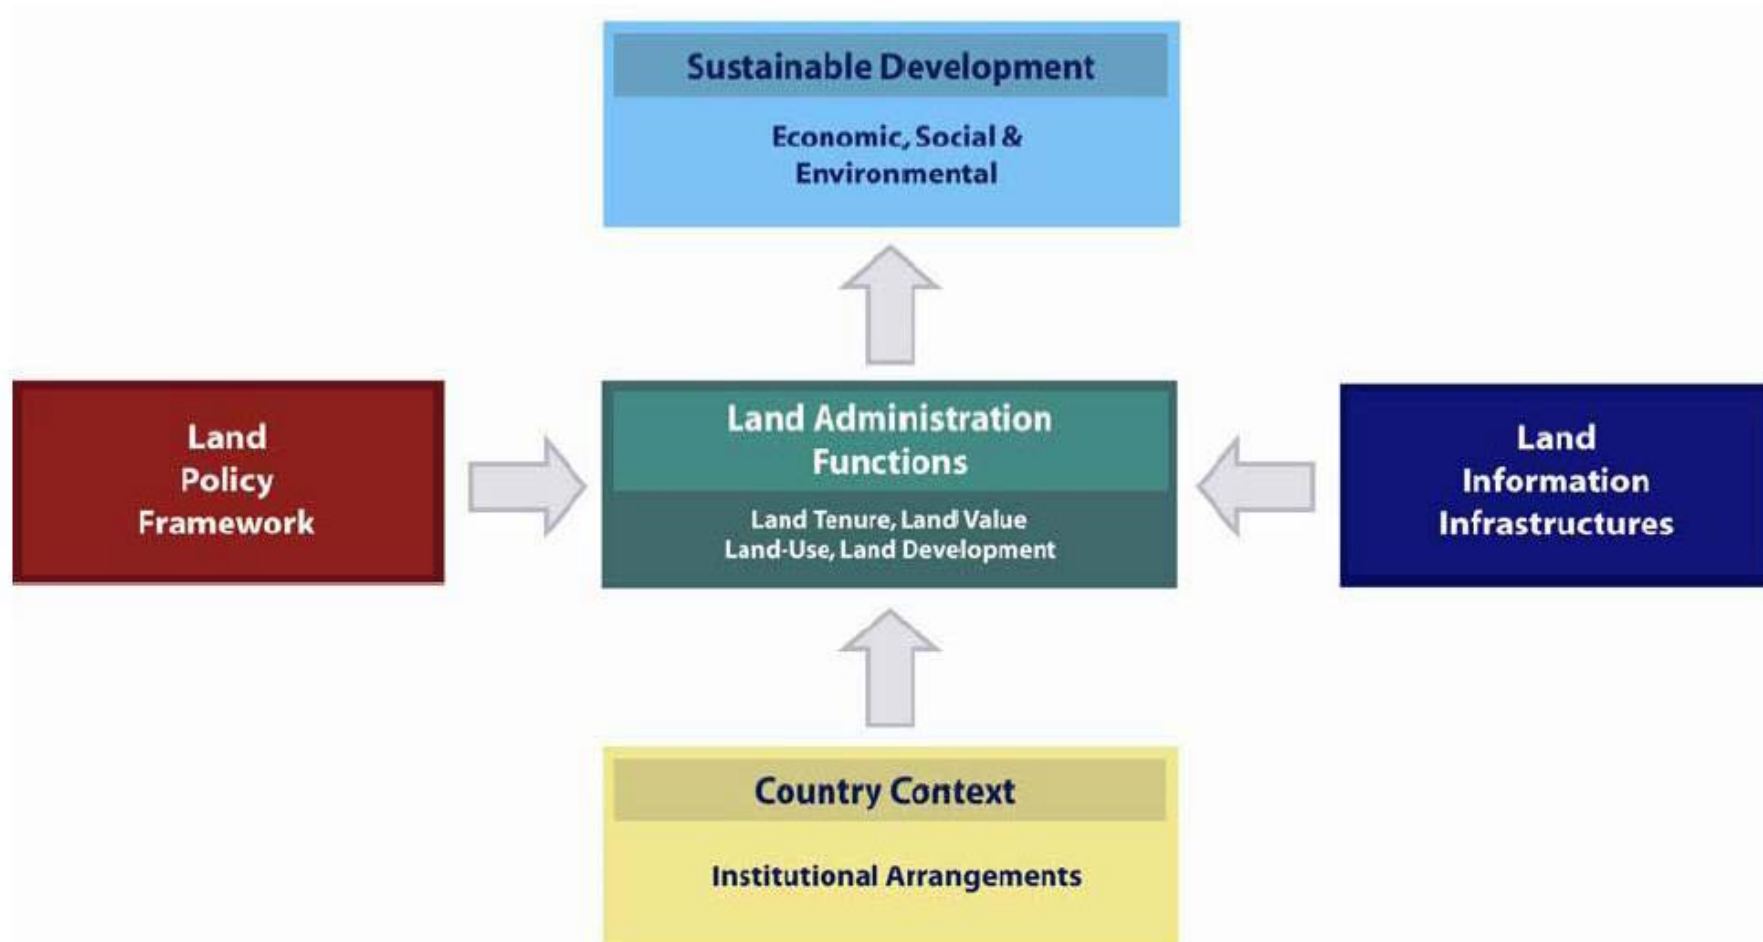 Sustainable Development
Economic, Social &
Environmental
Land
Policy
Framework
Land Administration
Functions
Land Tenure, Land Value
Land-Use, Land Development
Land
Information
Infrastructures
Country Context
Institutional Arrangements